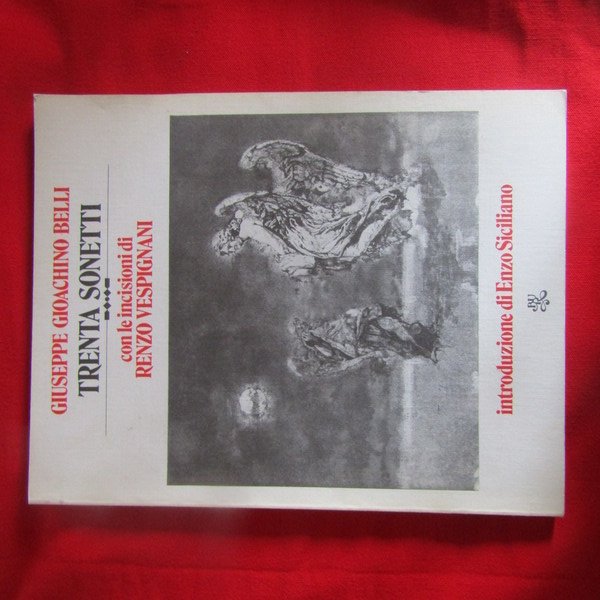 GIUSEPPE GIOACHINO BELLI
TRENTA SONETTI
con le incisioni di
RENZO VESPIGNANI
introduzione di Enzo Siciliano